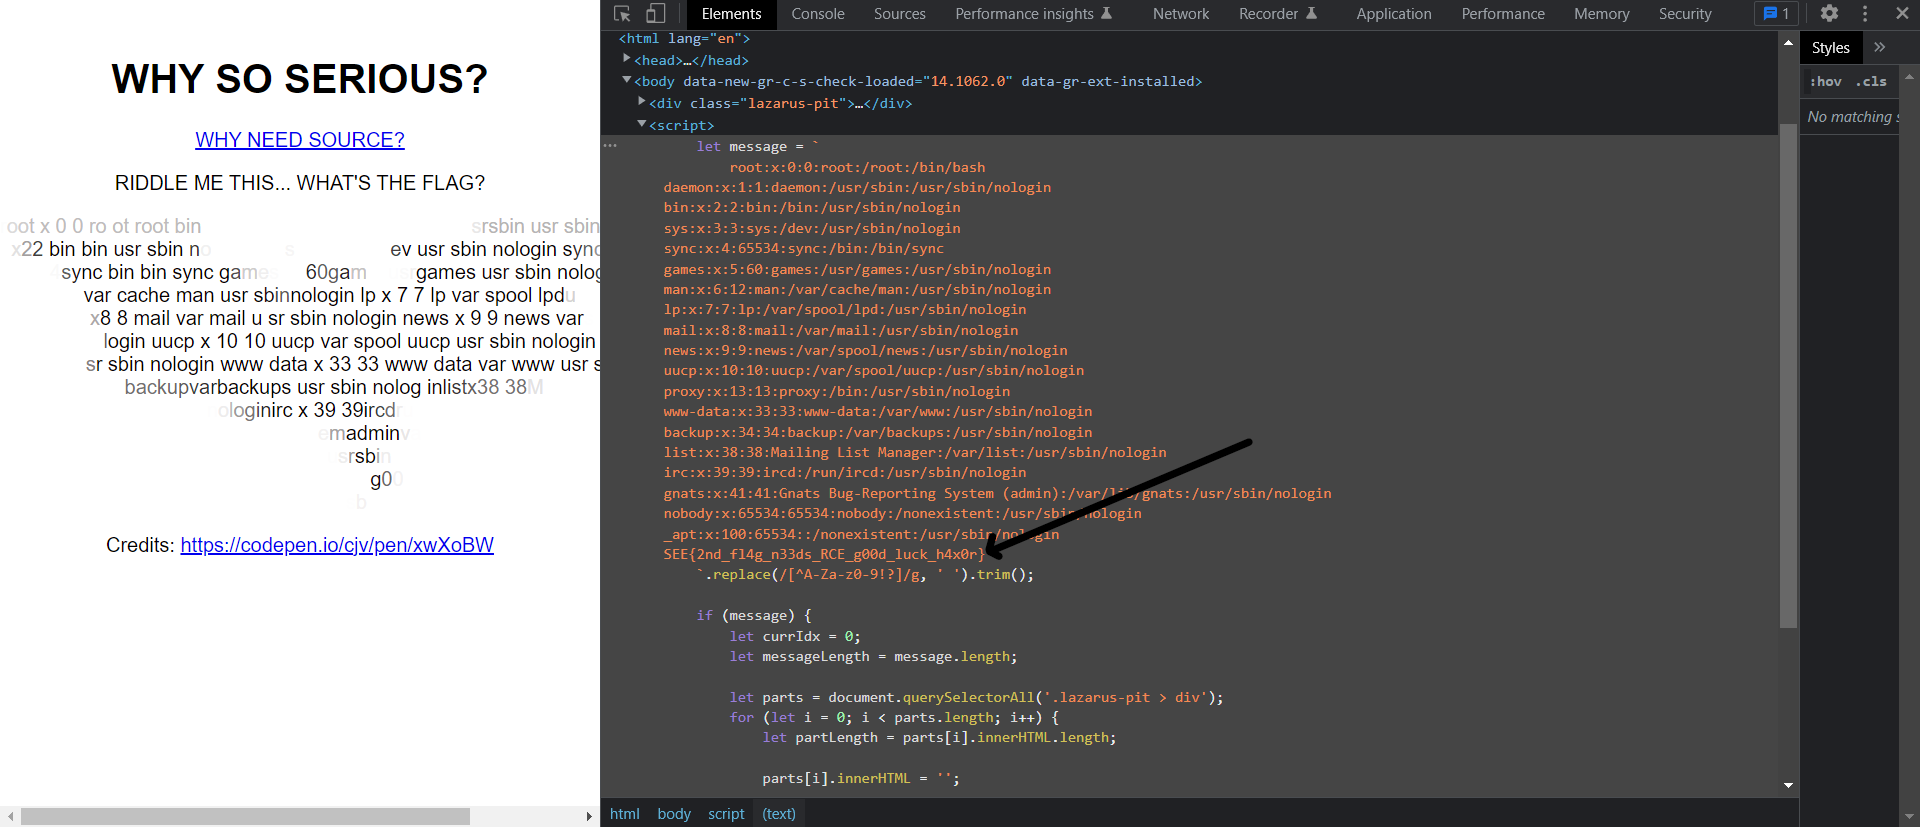 WHY SO SERIOUS?
WHY NEED SOURCE?
RIDDLE ME THIS... WHAT'S THE FLAG?
oot x 0 0 ro ot root bin srsbin usr sbin
x22 bin bin usr sbin no s ev usr sbin nologin sync
sync bin bin sync games 60gam srgames usr sbin nolog
var cache man usr sbinnologin lp x 7 7 lp var spool lpdu
x8 8 mail var mail u sr sbin nologin news x 9 9 news var
login uucp x 10 10 uucp var spool uucp usr sbin nologin
sr sbin nologin www data x 33 33 www data var www usr s
backupvarbackups usr sbin nolog inlistx38 38M
ologinirc x 39 39ircdr
emadminv
srsbin
g00
b
Credits: https://codepen.io/cjv/pen/xwXoBW
Elements Console Sources Performance insights Network Recorder Application Performance Memory Security 1
<html lang="en">
<head>…</head>
<body data-new-gr-c-s-check-loaded="14.1062.0" data-gr-ext-installed>
<div class="lazarus-pit">…</div>
<script>
let message = `
root:x:0:0:root:/root:/bin/bash
daemon:x:1:1:daemon:/usr/sbin:/usr/sbin/nologin
bin:x:2:2:bin:/bin:/usr/sbin/nologin
sys:x:3:3:sys:/dev:/usr/sbin/nologin
sync:x:4:65534:sync:/bin:/bin/sync
games:x:5:60:games:/usr/games:/usr/sbin/nologin
man:x:6:12:man:/var/cache/man:/usr/sbin/nologin
lp:x:7:7:lp:/var/spool/lpd:/usr/sbin/nologin
mail:x:8:8:mail:/var/mail:/usr/sbin/nologin
news:x:9:9:news:/var/spool/news:/usr/sbin/nologin
uucp:x:10:10:uucp:/var/spool/uucp:/usr/sbin/nologin
proxy:x:13:13:proxy:/bin:/usr/sbin/nologin
www-data:x:33:33:www-data:/var/www:/usr/sbin/nologin
backup:x:34:34:backup:/var/backups:/usr/sbin/nologin
list:x:38:38:Mailing List Manager:/var/list:/usr/sbin/nologin
irc:x:39:39:ircd:/run/ircd:/usr/sbin/nologin
gnats:x:41:41:Gnats Bug-Reporting System (admin):/var/lib/gnats:/usr/sbin/nologin
nobody:x:65534:65534:nobody:/nonexistent:/usr/sbin/nologin
_apt:x:100:65534::/nonexistent:/usr/sbin/nologin
SEE{2nd_fl4g_n33ds_RCE_g00d_luck_h4x0r}
`.replace(/[^A-Za-z0-9!?]/g, ' ').trim();
if (message) {
let currIdx = 0;
let messageLength = message.length;
let parts = document.querySelectorAll('.lazarus-pit > div');
for (let i = 0; i < parts.length; i++) {
let partLength = parts[i].innerHTML.length;
parts[i].innerHTML = '';
html body script (text)
Styles »
:hov .cls
No matching s